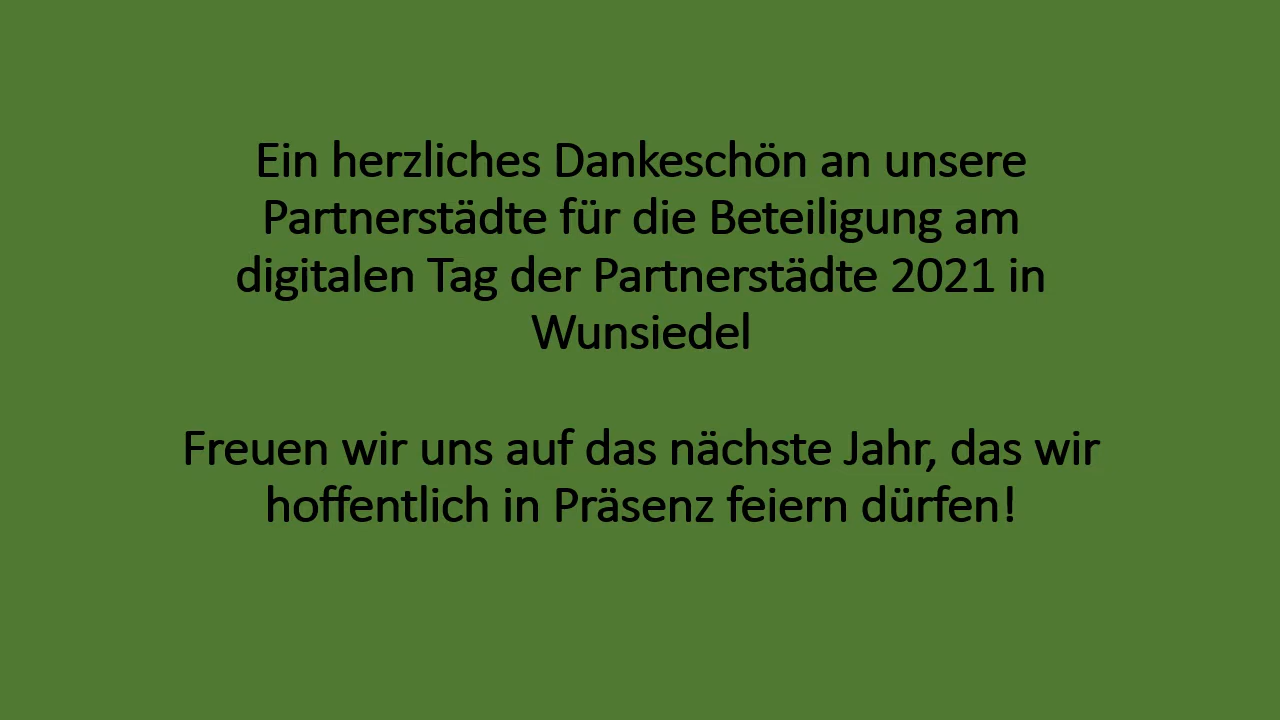 Ein herzliches Dankeschön an unsere
Partnerstädte für die Beteiligung am
digitalen Tag der Partnerstädte 2021 in
Wunsiedel
Freuen wir uns auf das nächste Jahr, das wir
hoffentlich in Präsenz feiern dürfen!